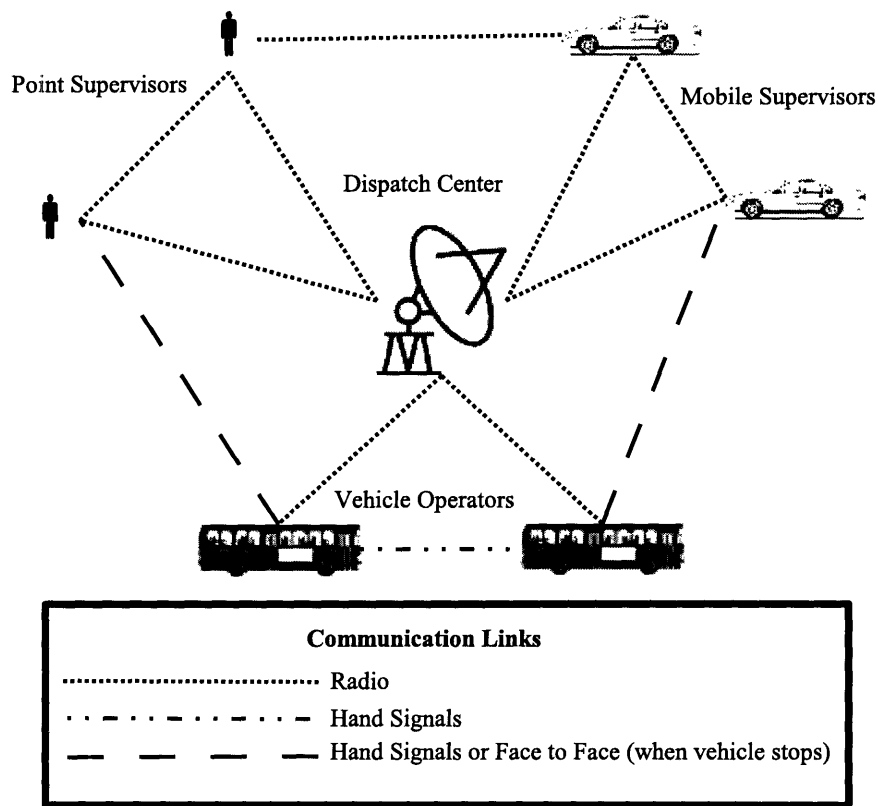 Point Supervisors
Mobile Supervisors
Dispatch Center
Vehicle Operators
Communication Links
Radio
Hand Signals
Hand Signals or Face to Face (when vehicle stops)